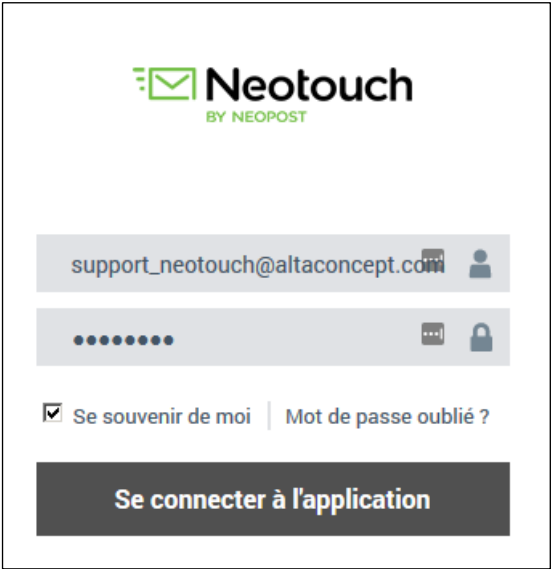 Neotouch
BY NEOPOST
support_neotouch@altaconcept.com
••••••••
Se souvenir de moi
Mot de passe oublié ?
Se connecter à l'application